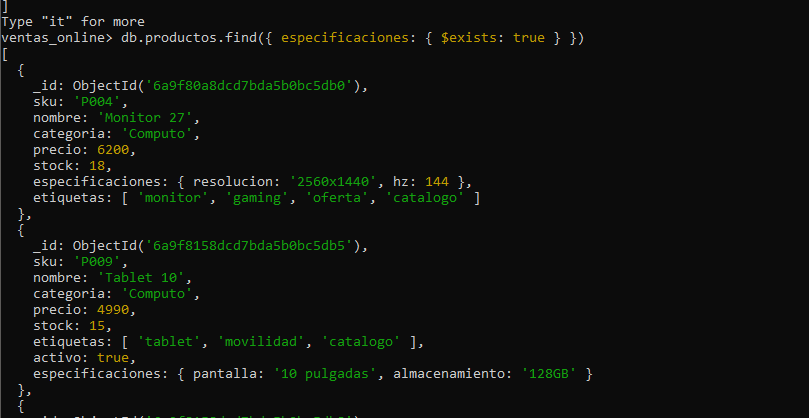 ]
Type "it" for more
ventas_online> db.productos.find({ especificaciones: { $exists: true } })
[
  {
    _id: ObjectId('6a9f80a8dcd7bda5b0bc5db0'),
    sku: 'P004',
    nombre: 'Monitor 27',
    categoria: 'Computo',
    precio: 6200,
    stock: 18,
    especificaciones: { resolucion: '2560x1440', hz: 144 },
    etiquetas: [ 'monitor', 'gaming', 'oferta', 'catalogo' ]
  },
  {
    _id: ObjectId('6a9f8158dcd7bda5b0bc5db5'),
    sku: 'P009',
    nombre: 'Tablet 10',
    categoria: 'Computo',
    precio: 4990,
    stock: 15,
    etiquetas: [ 'tablet', 'movilidad', 'catalogo' ],
    activo: true,
    especificaciones: { pantalla: '10 pulgadas', almacenamiento: '128GB' }
  },
  {